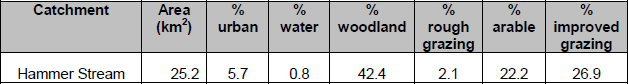 Catchment Area (km²) % urban % water % woodland % rough grazing % arable % improved grazing
Hammer Stream 25.2 5.7 0.8 42.4 2.1 22.2 26.9